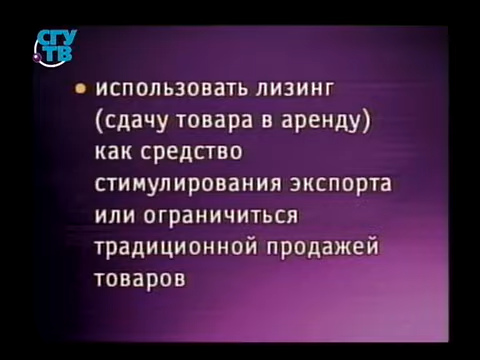 СГУ
ТВ
использовать лизинг
(сдачу товара в аренду)
как средство
стимулирования экспорта
или ограничиться
традиционной продажей
товаров